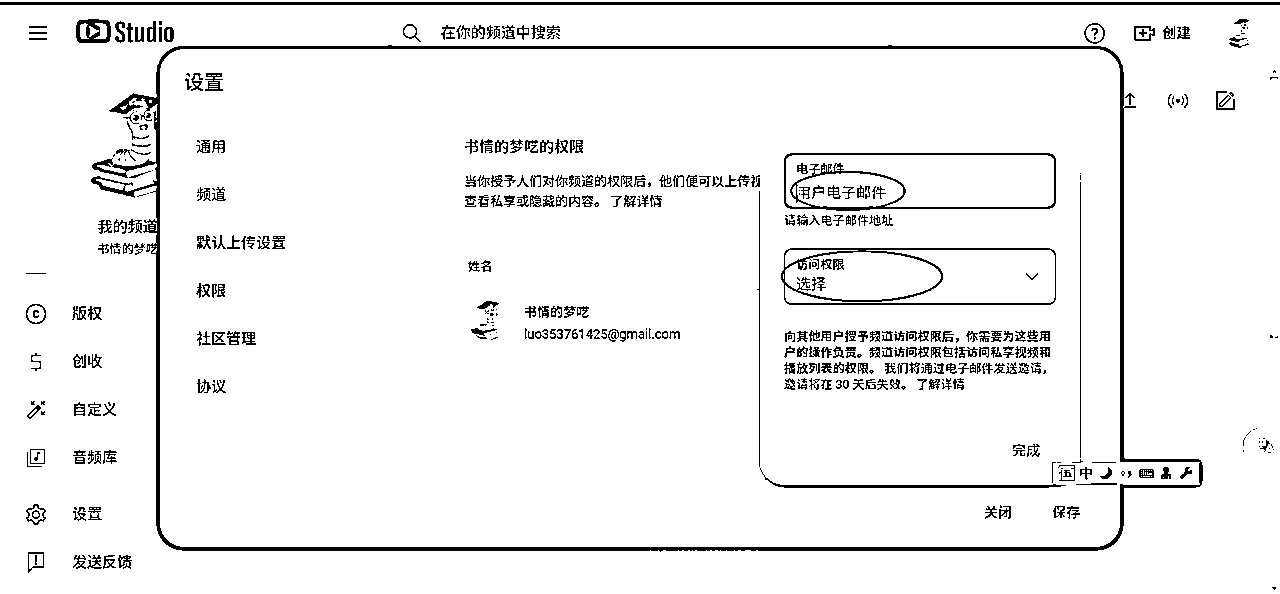 Studio
在你的频道中搜索
创建
设置
我的频道
书情的梦呓
版权
创收
自定义
音频库
设置
发送反馈
通用
频道
默认上传设置
权限
社区管理
协议
书情的梦呓的权限
当你授予人们对你频道的权限后，他们便可以上传视
查看私享或隐藏的内容。 了解详情
姓名
书情的梦呓
luo353761425@gmail.com
电子邮件
用户电子邮件
请输入电子邮件地址
访问权限
选择
向其他用户授予频道访问权限后，你需要为这些用
户的操作负责。频道访问权限包括访问私享视频和
播放列表的权限。 我们将通过电子邮件发送邀请，
邀请将在 30 天后失效。 了解详情
完成
伍 中
关闭
保存